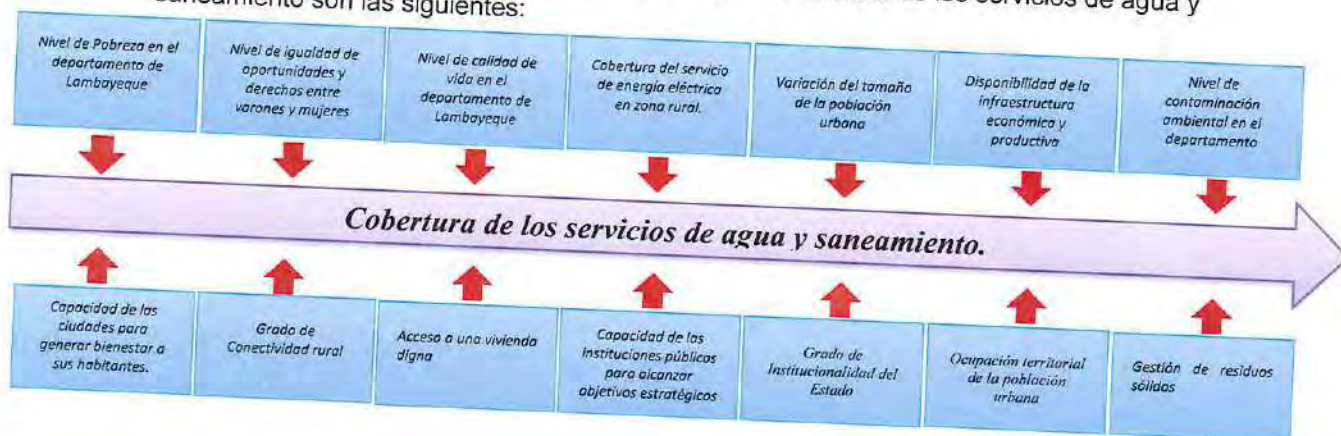 los servicios de agua y
saneamiento son las siguientes:
Nivel de Pobreza en el
departamento de
Lambayeque
Nivel de igualdad de
oportunidades y
derechos entre
varones y mujeres
Nivel de calidad de
vida en el
departamento de
Lambayeque
Cobertura del servicio
de energía eléctrica
en zona rural.
Variación del tamaño
de la población
urbana
Disponibilidad de la
infraestructura
económica y
productiva
Nivel de
contaminación
ambiental en el
departamento
Cobertura de los servicios de agua y saneamiento.
Capacidad de las
ciudades para
generar bienestar a
sus habitantes.
Grado de
Conectividad rural
Acceso a una vivienda
digna
Capacidad de las
instituciones públicas
para alcanzar
objetivos estratégicos
Grado de
Institucionalidad del
Estado
Ocupación territorial
de la población
urbana
Gestión de residuos
sólidos